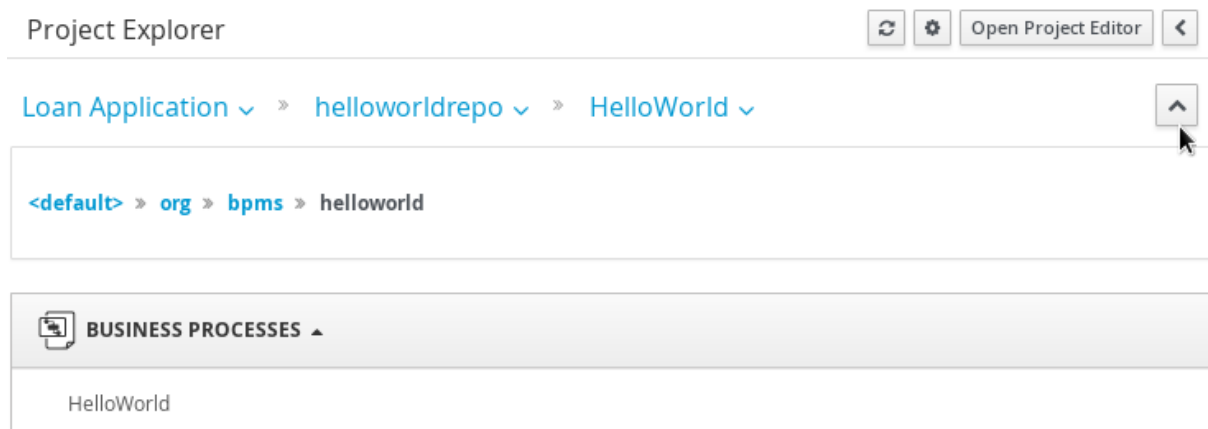 Project Explorer Open Project Editor
Loan Application » helloworldrepo » HelloWorld
<default> » org » bpms » helloworld
BUSINESS PROCESSES
HelloWorld